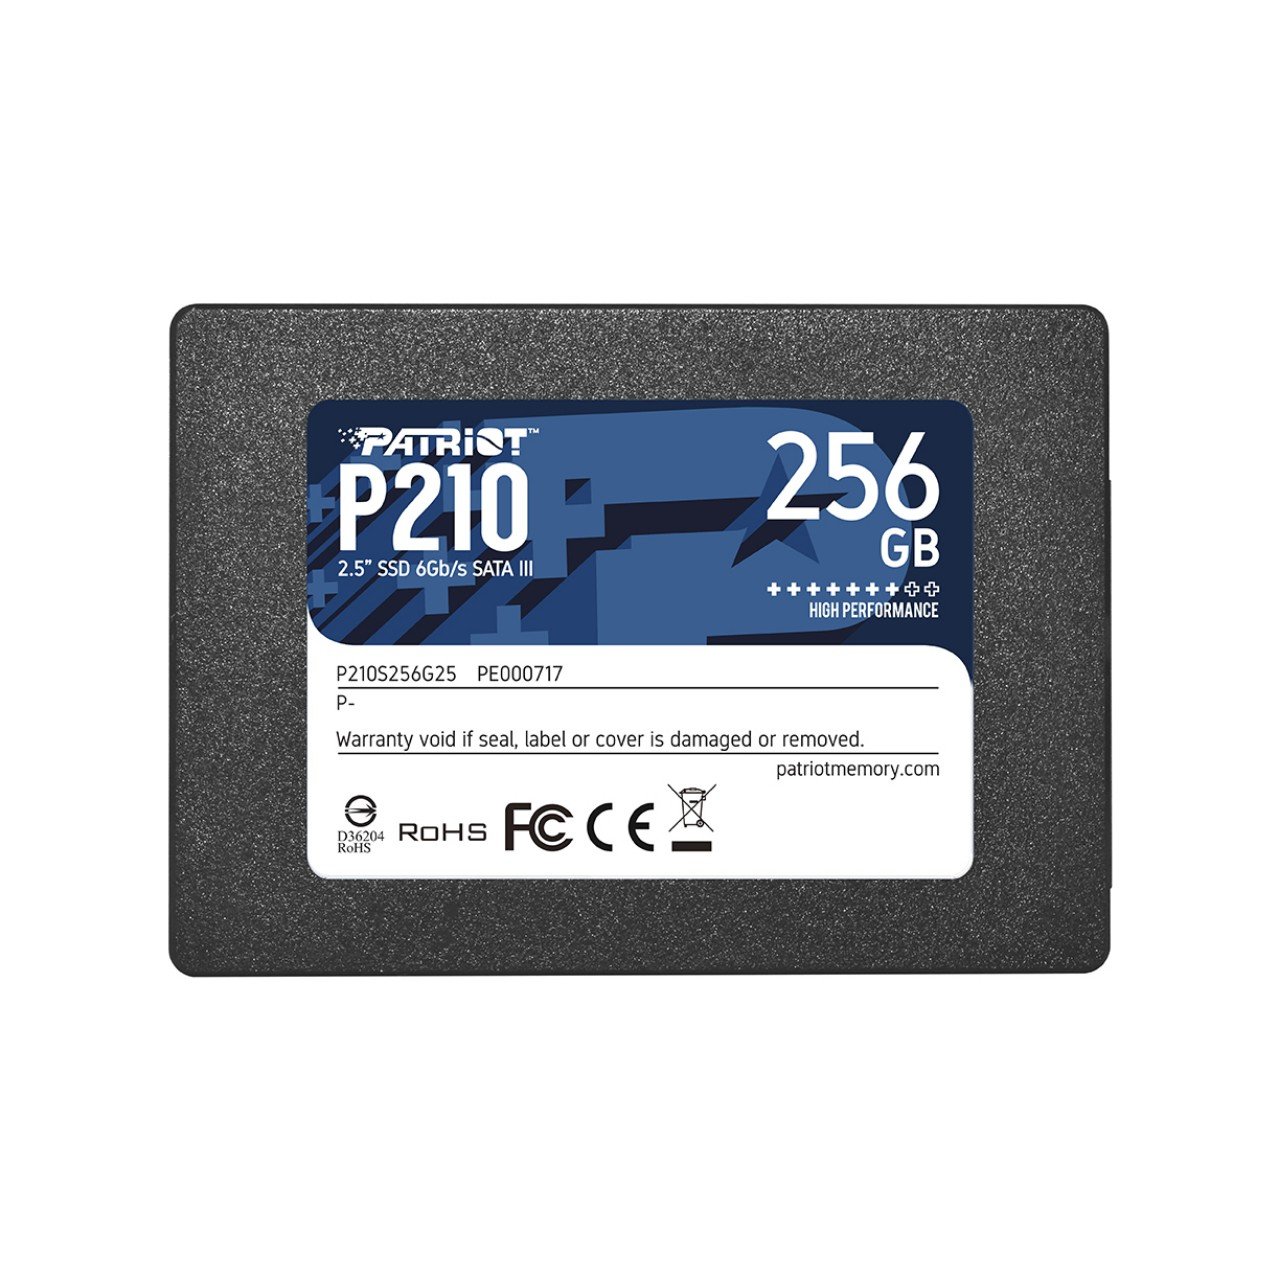 PATRIOT™
P210
2.5” SSD 6Gb/s SATA III
256
GB
HIGH PERFORMANCE
P210S256G25 PE000717
P-
Warranty void if seal, label or cover is damaged or removed.
patriotmemory.com
D36204
RoHS
RoHS
FC CE